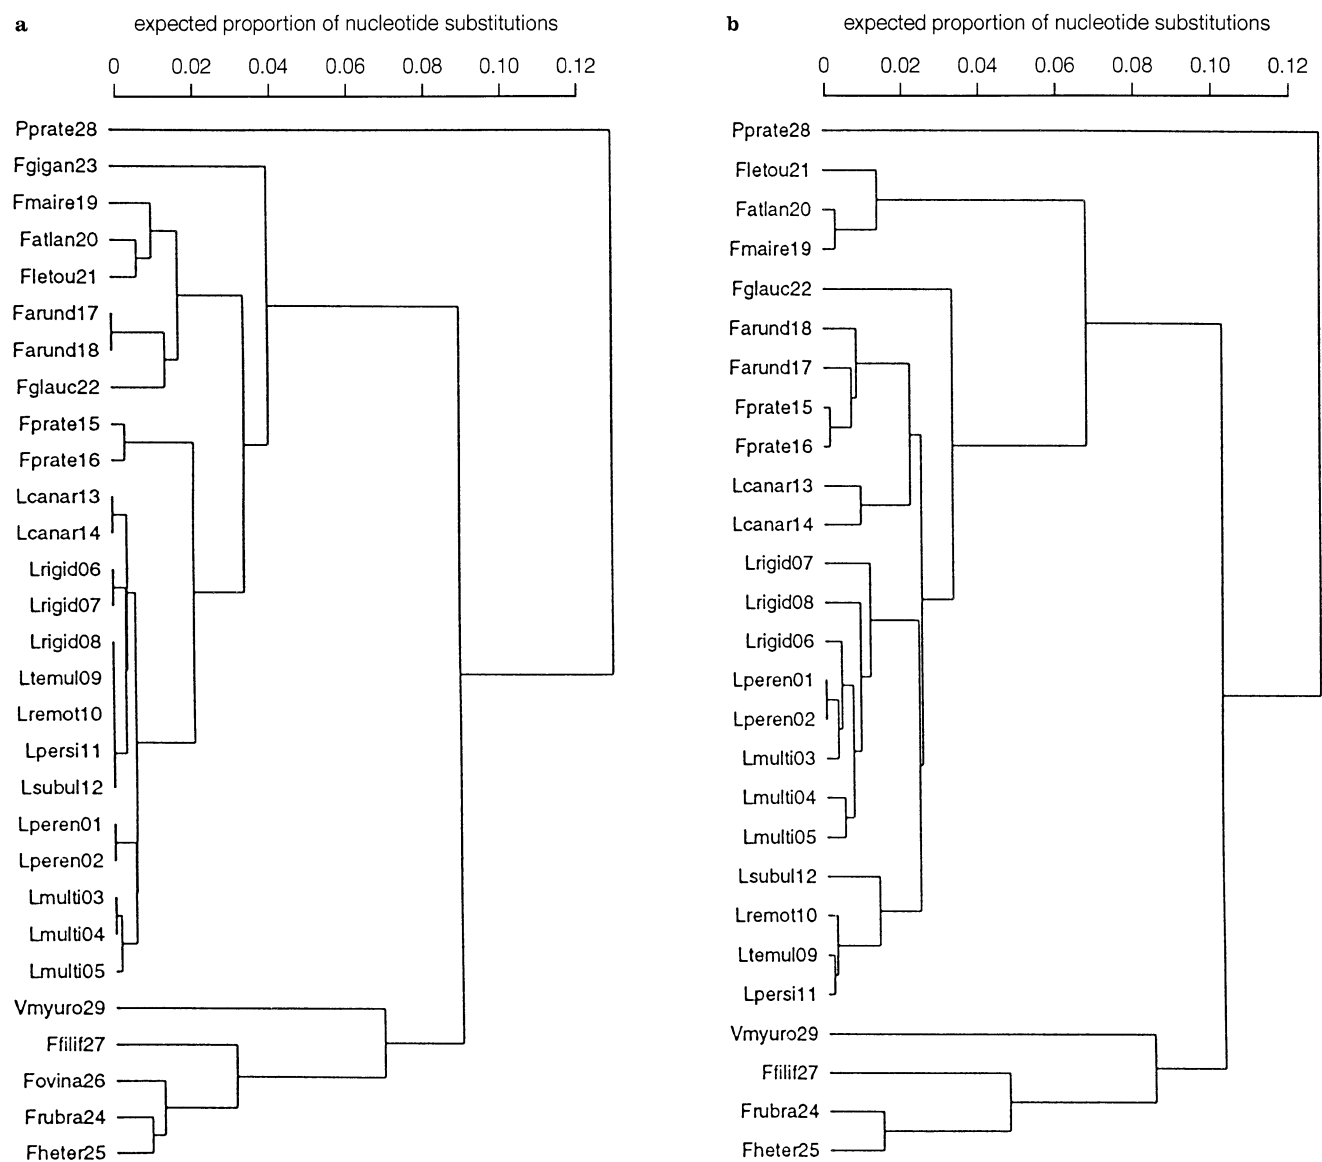 a expected proportion of nucleotide substitutions
0 0.02 0.04 0.06 0.08 0.10 0.12
Pprate28
Fgigan23
Fmaire19
Fatlan20
Fletou21
Farund17
Farund18
Fglauc22
Fprate15
Fprate16
Lcanar13
Lcanar14
Lrigid06
Lrigid07
Lrigid08
Ltemul09
Lremot10
Lpersi11
Lsubul12
Lperen01
Lperen02
Lmulti03
Lmulti04
Lmulti05
Vmyuro29
Ffilif27
Fovina26
Frubra24
Fheter25
b expected proportion of nucleotide substitutions
0 0.02 0.04 0.06 0.08 0.10 0.12
Pprate28
Fletou21
Fatlan20
Fmaire19
Fglauc22
Farund18
Farund17
Fprate15
Fprate16
Lcanar13
Lcanar14
Lrigid07
Lrigid08
Lrigid06
Lperen01
Lperen02
Lmulti03
Lmulti04
Lmulti05
Lsubul12
Lremot10
Ltemul09
Lpersi11
Vmyuro29
Ffilif27
Frubra24
Fheter25